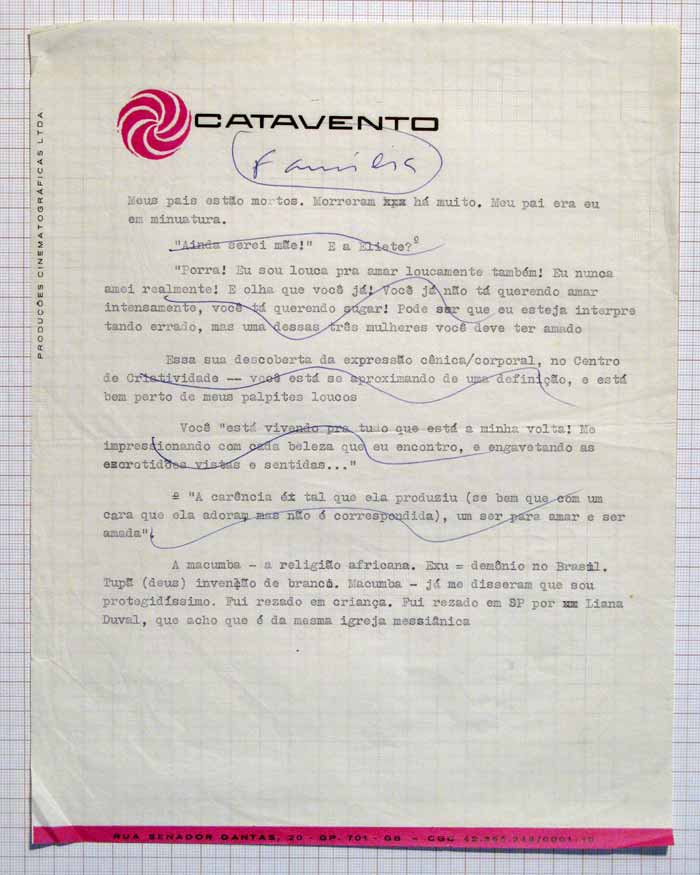 CATAVENTO
PRODUÇÕES CINEMATOGRÁFICAS LTDA
Família
Meus pais estão mortos. Morreram xxx há muito. Meu pai era eu
em minuatura.
"Ainda serei mãe!" E a Eliete?
"Porra! Eu sou louca pra amar loucamente também! Eu nunca
amei realmente! E olha que você já! Você já não tá querendo amar
intensamente, você tá querendo sugar! Pode ser que eu esteja interpre
tando errado, mas uma dessas três mulheres você deve ter amado
Essa sua descoberta da expressão cênica/corporal, no Centro
de Criatividade -- você está se aproximando de uma definição, e está
bem perto de meus palpites loucos
Você "está vivendo pra tudo que está a minha volta! Me
impressionando com cada beleza que eu encontro, e engavetando as
escrotidões vistas e sentidas..."
"A carência éx tal que ela produziu (se bem que com um
cara que ela adoram mas não é correspondida), um ser para amar e ser
amada"
A macumba - a religião africana. Exu = demônio no Brasil.
Tupã (deus) invenção de branco. Macumba - já me disseram que sou
protegidíssimo. Fui rezado em criança. Fui rezado em SP por xx Liana
Duval, que acho que é da mesma igreja messiânica
RUA SENADOR DANTAS, 20 - GP. 701 - GB - CGC